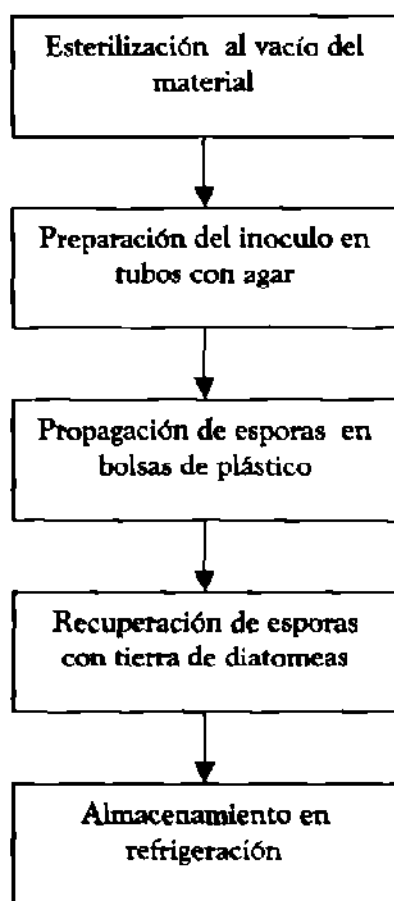 Esterilización al vacío del
material
Preparación del inoculo en
tubos con agar
Propagación de esporas en
bolsas de plástico
Recuperación de esporas
con tierra de diatomeas
Almacenamiento en
refrigeración